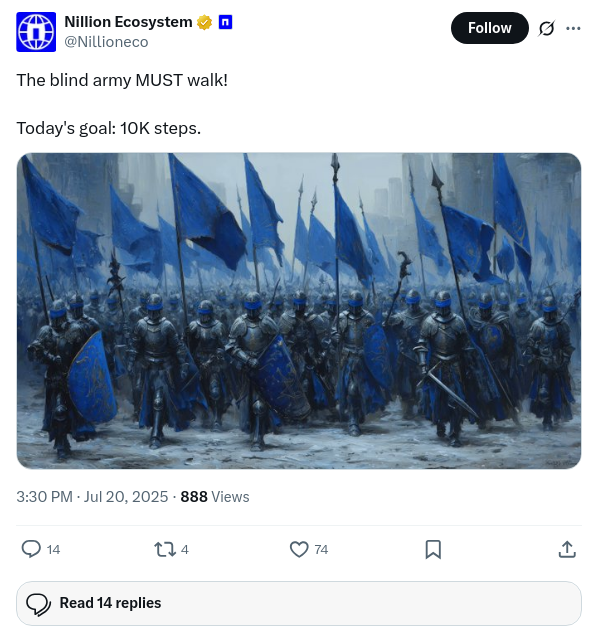 Nillion Ecosystem
@Nillioneco
Follow
The blind army MUST walk!
Today's goal: 10K steps.
3:30 PM · Jul 20, 2025 · 888 Views
14
4
74
Read 14 replies